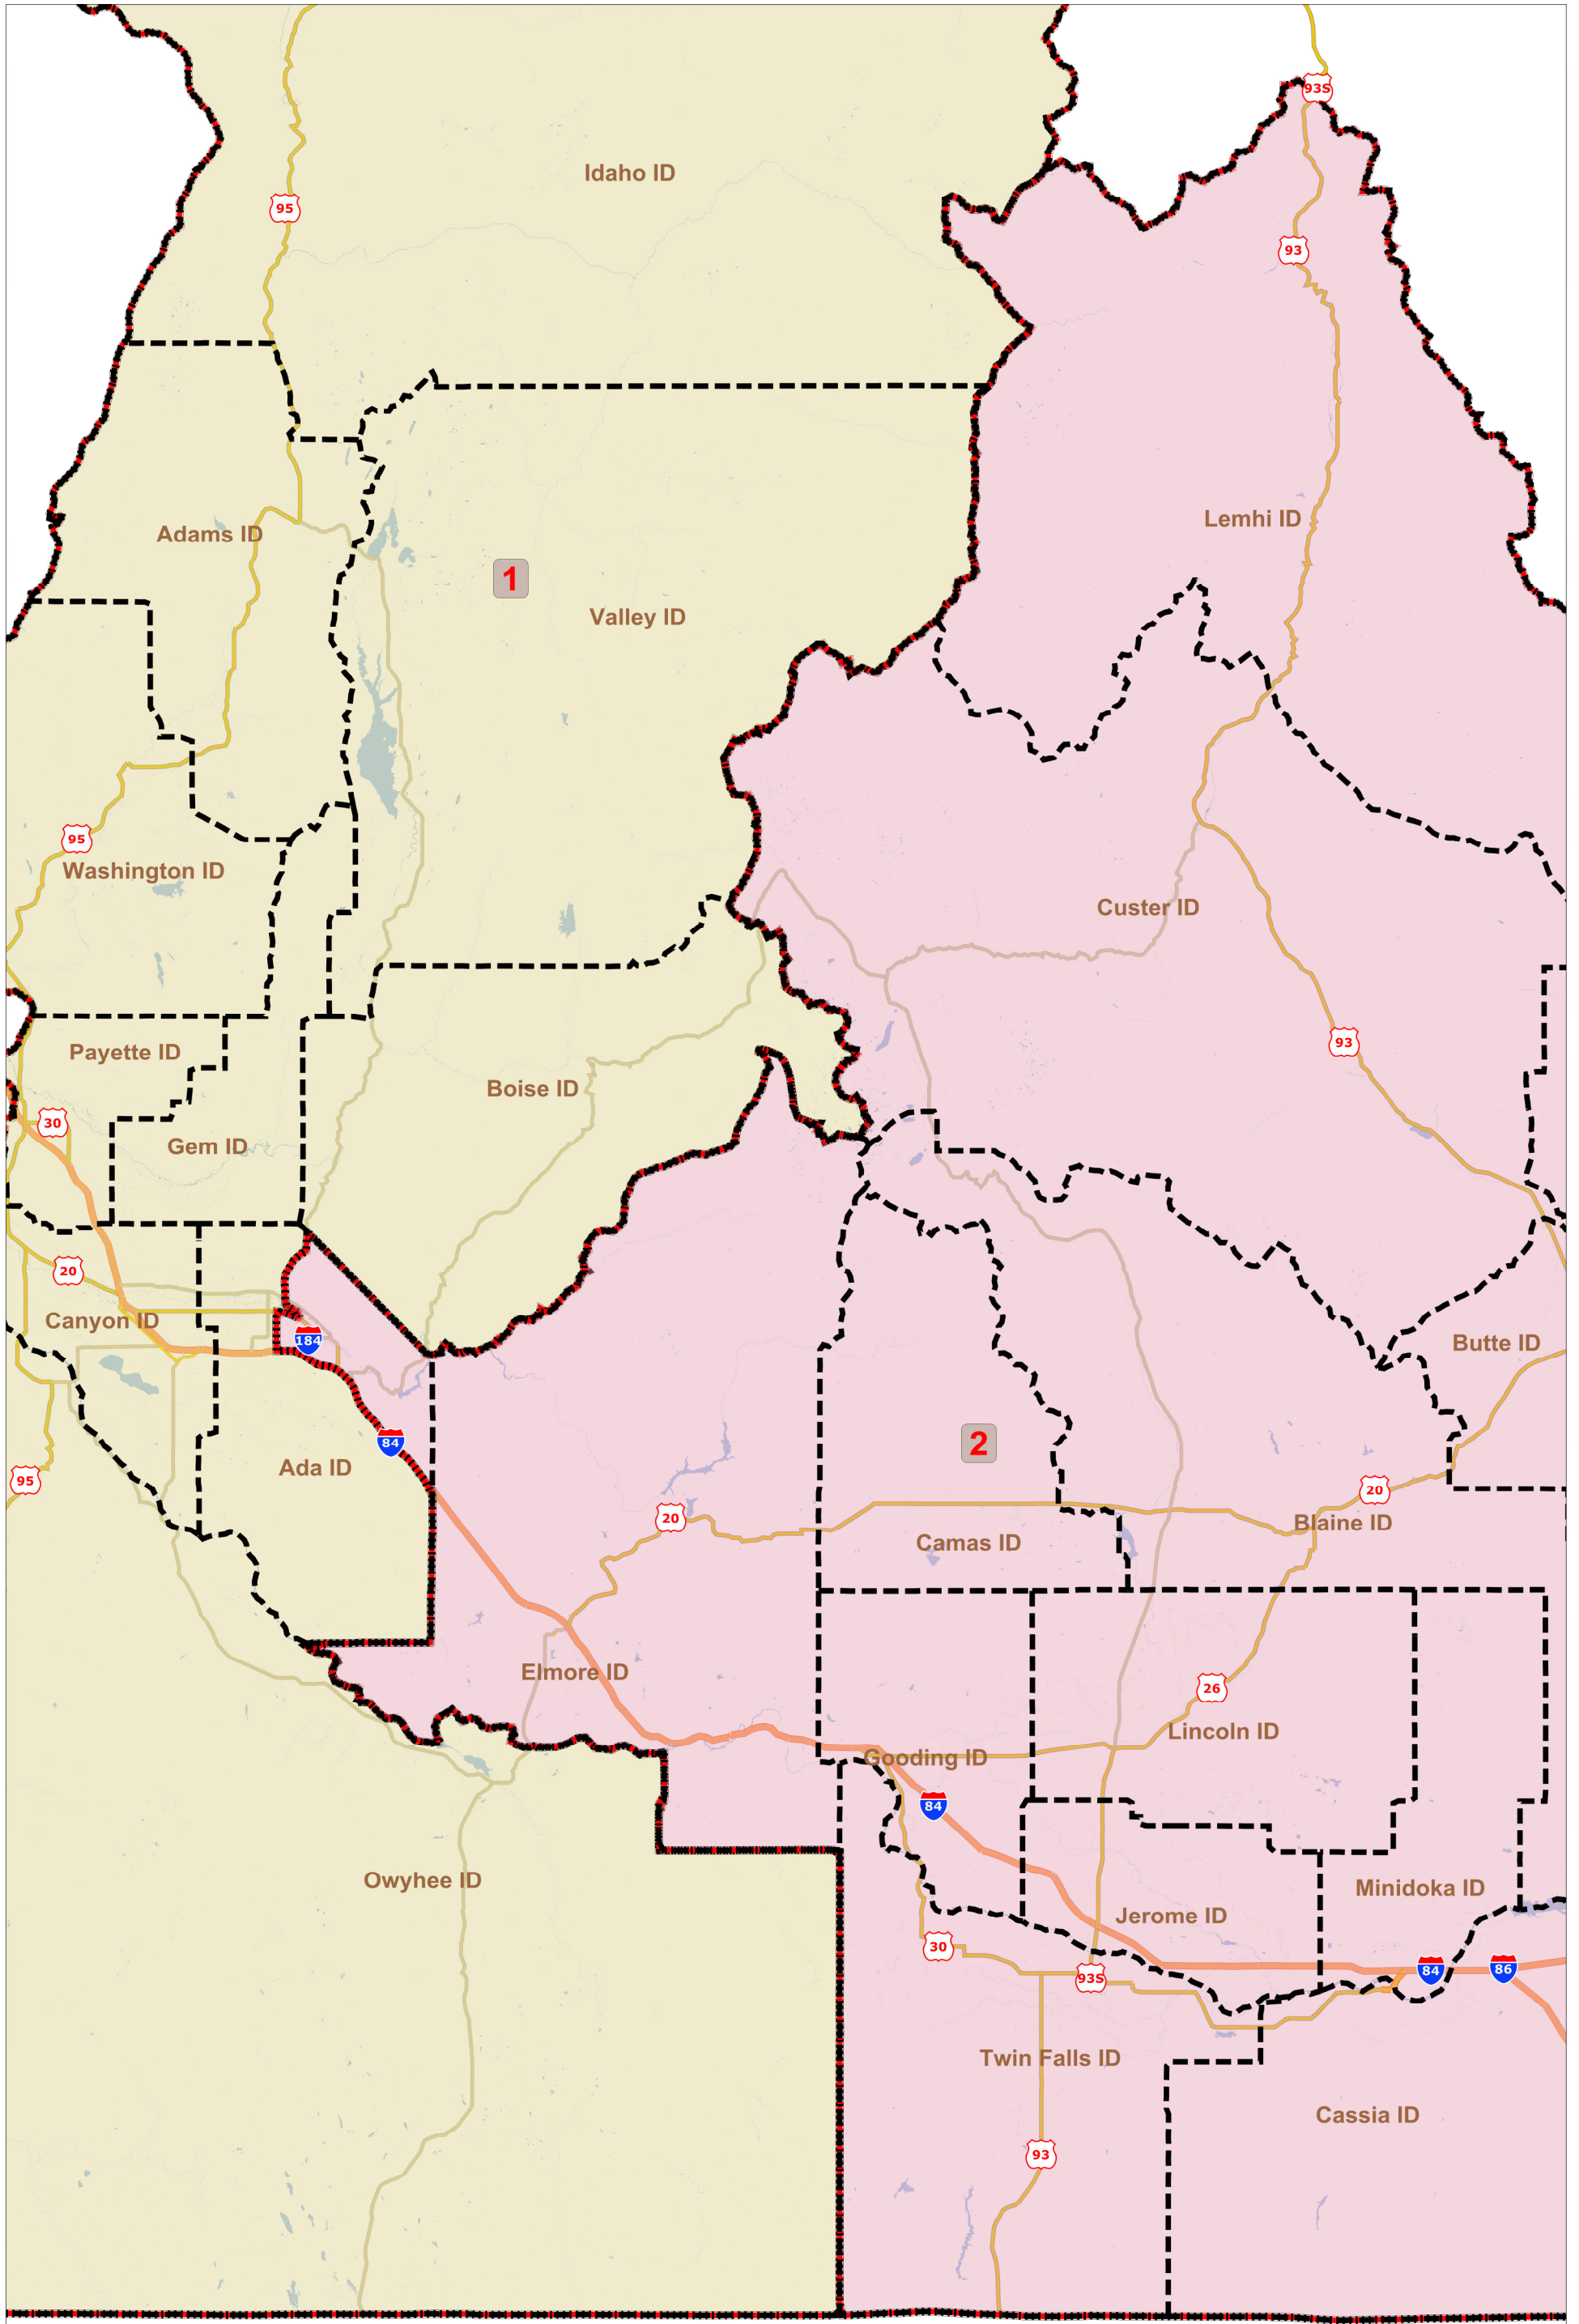 93S
Idaho ID
95
93
Lemhi ID
Adams ID
1
Valley ID
95
Washington ID
Custer ID
93
Payette ID
Boise ID
30
Gem ID
20
Canyon ID
184
Butte ID
84
2
Ada ID
95
20
20
Blaine ID
Camas ID
Elmore ID
26
Lincoln ID
Gooding ID
84
Owyhee ID
Minidoka ID
Jerome ID
30
84
86
93S
Twin Falls ID
Cassia ID
93